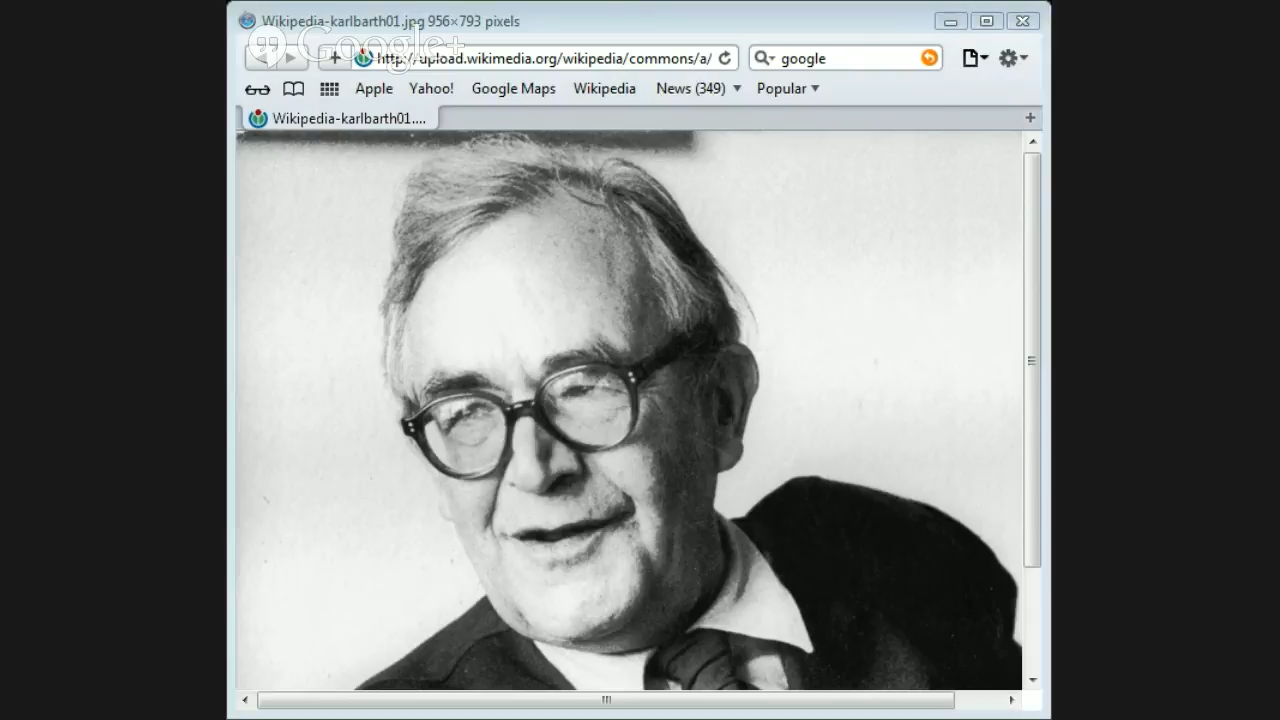 Wikipedia-karlbarth01.jpg 956×793 pixels
Google+
http://upload.wikimedia.org/wikipedia/commons/a/
google
Apple Yahoo! Google Maps Wikipedia News (349) Popular
Wikipedia-karlbarth01....